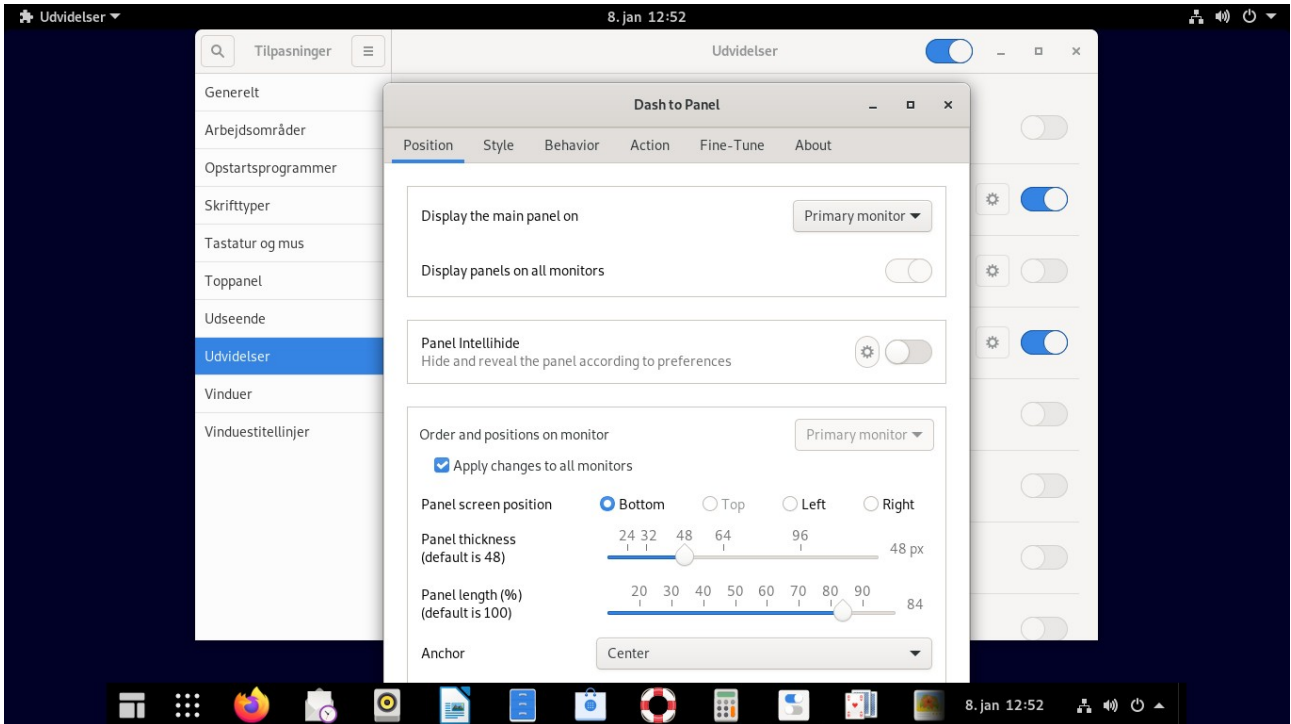 Udvidelser
8. jan 12:52
Tilpasninger
Udvidelser
Generelt
Arbejdsområder
Opstartsprogrammer
Skrifttyper
Tastatur og mus
Toppanel
Udseende
Udvidelser
Vinduer
Vinduestitellinjer
Dash to Panel
Position Style Behavior Action Fine-Tune About
Display the main panel on Primary monitor
Display panels on all monitors
Panel Intellihide
Hide and reveal the panel according to preferences
Order and positions on monitor Primary monitor
Apply changes to all monitors
Panel screen position Bottom Top Left Right
Panel thickness
(default is 48)
24 32 48 64 96
48 px
Panel length (%)
(default is 100)
20 30 40 50 60 70 80 90
84
Anchor Center
8. jan 12:52